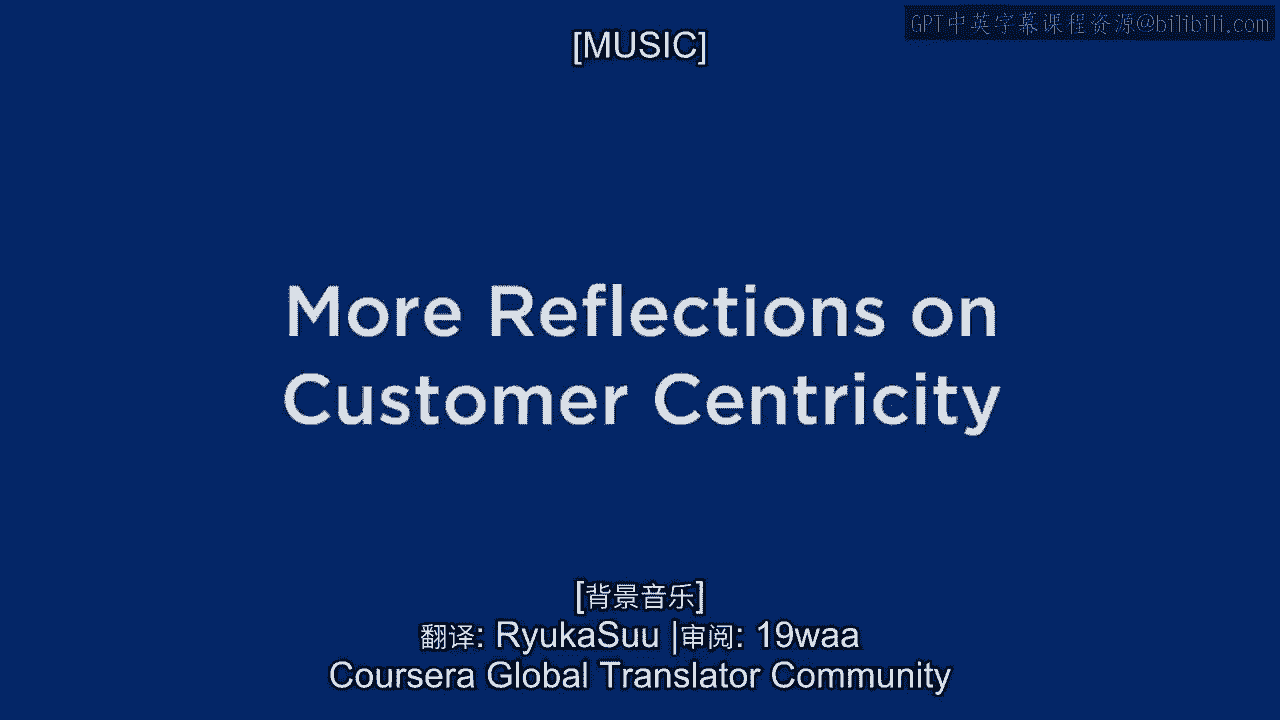 GPT中英字幕课程资源@bilibili.com
[MUSIC]
More Reflections on
Customer Centricity
[背景音乐]
翻译: RyukaSuu |审阅: 19waa
Coursera Global Translator Community